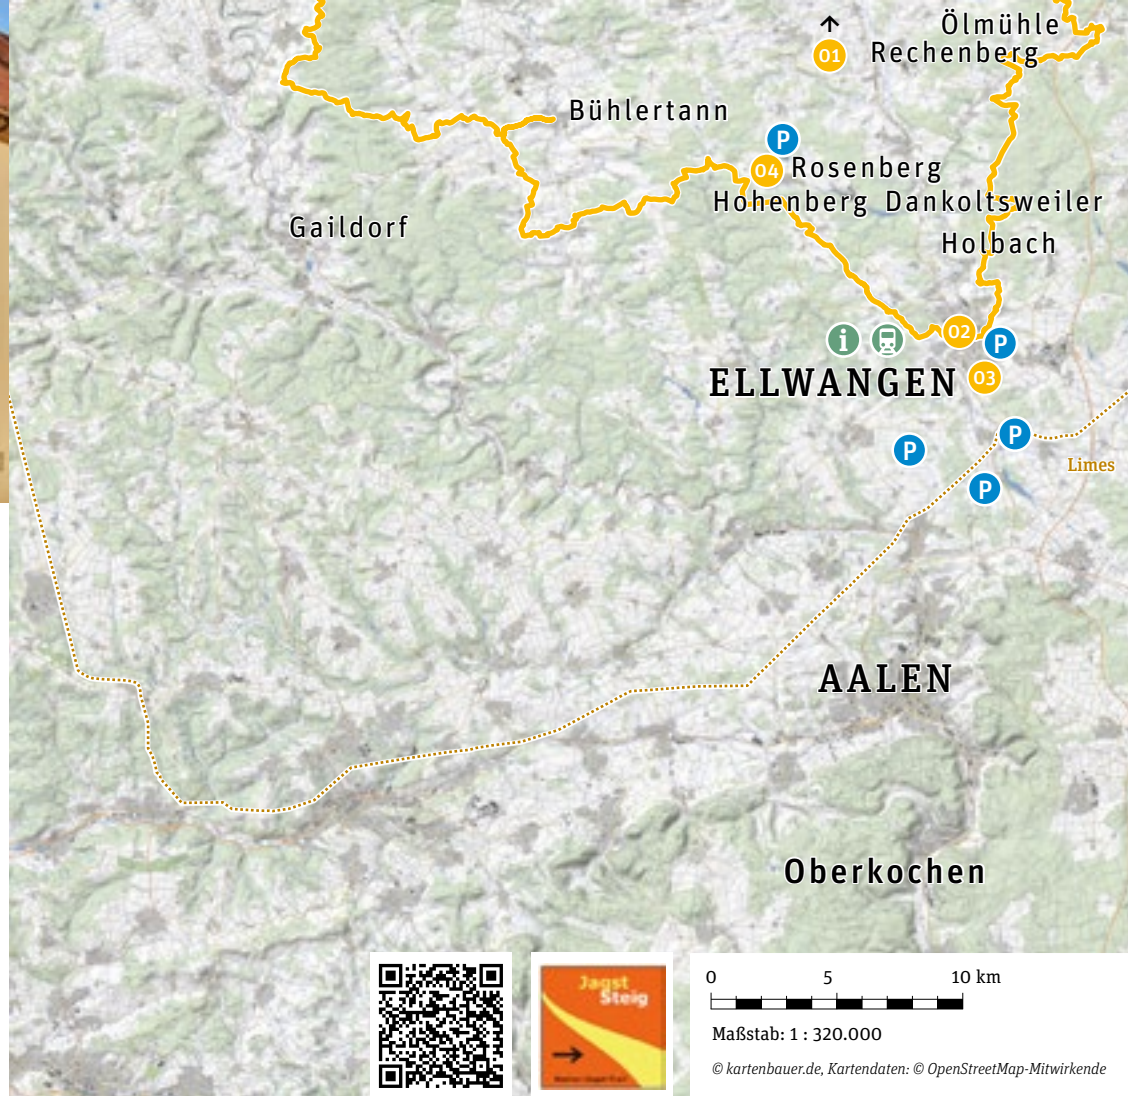 Ölmühle
01
Rechenberg
Bühlertann
P
04
Rosenberg
Hohenberg
Dankoltsweiler
Gaildorf
Holbach
i
02
P
ELLWANGEN
03
P
P
Limes
P
AALEN
Oberkochen
Jagst
Steig
0 5 10 km
Maßstab: 1 : 320.000
© kartenbauer.de, Kartendaten: © OpenStreetMap-Mitwirkende